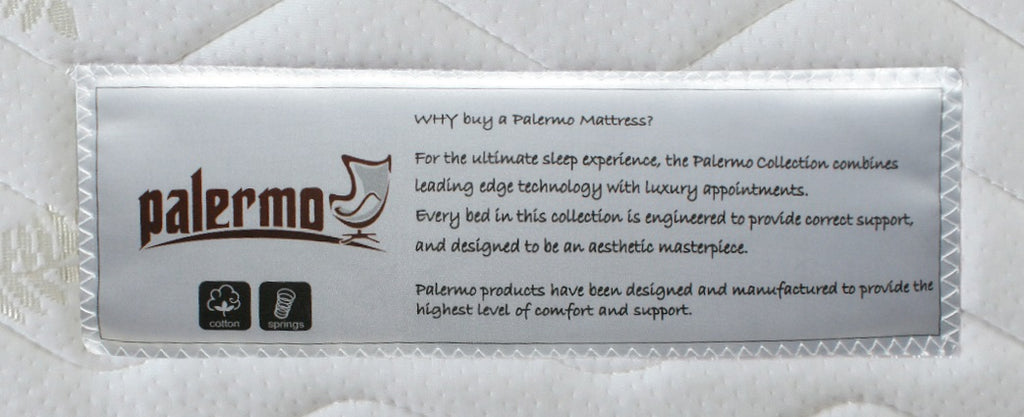 WHY buy a Palermo Mattress?
For the ultimate sleep experience, the Palermo Collection combines
leading edge technology with luxury appointments.
Every bed in this collection is engineered to provide correct support,
and designed to be an aesthetic masterpiece.
Palermo products have been designed and manufactured to provide the
highest level of comfort and support.
palermo
cotton
springs